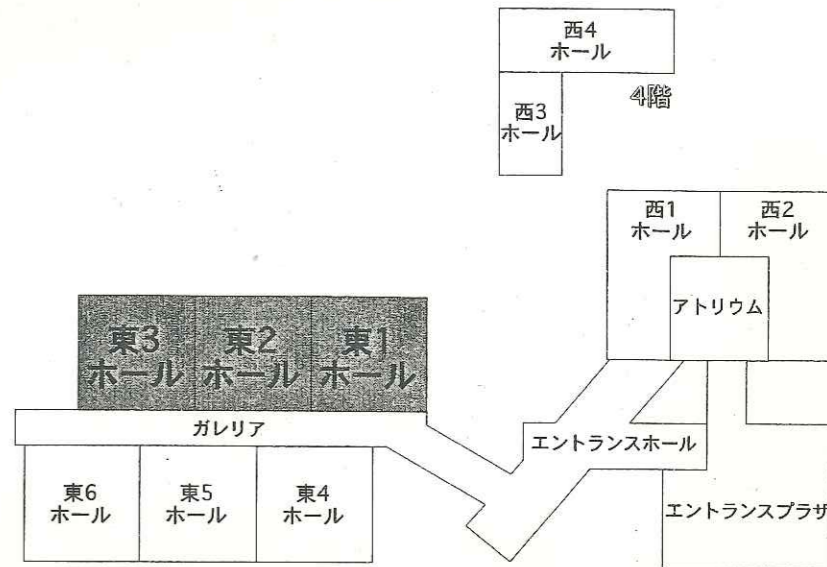 西4
ホール
4階
西3
ホール
西1
ホール
西2
ホール
アトリウム
東3
ホール
東2
ホール
東1
ホール
ガレリア
エントランスホール
東6
ホール
東5
ホール
東4
ホール
エントランスプラザ